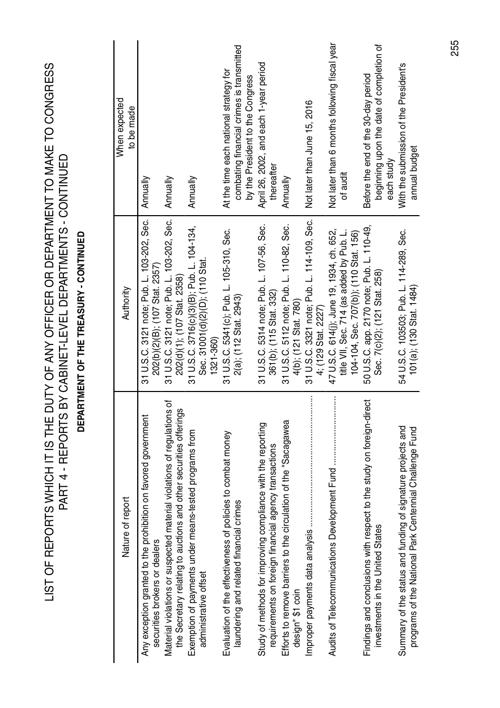 LIST OF REPORTS WHICH IT IS THE DUTY OF ANY OFFICER OR DEPARTMENT TO MAKE TO CONGRESS
PART 4 - REPORTS BY CABINET-LEVEL DEPARTMENTS - CONTINUED
DEPARTMENT OF THE TREASURY - CONTINUED
Nature of report Authority When expected
to be made
Any exception granted to the prohibition on favored government 31 U.S.C. 3121 note; Pub. L. 103-202, Sec. Annually
securities brokers or dealers 202(b)(2)(B); (107 Stat. 2357)
Material violations or suspected material violations of regulations of 31 U.S.C. 3121 note; Pub. L. 103-202, Sec. Annually
the Secretary relating to auctions and other securities offerings 202(d)(1); (107 Stat. 2358)
Exemption of payments under means-tested programs from 31 U.S.C. 3716(c)(3)(B); Pub. L. 104-134, Annually
administrative offset Sec. 31001(d)(2)(D); (110 Stat.
1321-360)
Evaluation of the effectiveness of policies to combat money 31 U.S.C. 5341(c); Pub. L. 105-310, Sec. At the time each national strategy for
laundering and related financial crimes 2(a); (112 Stat. 2943) combating financial crimes is transmitted
by the President to the Congress
Study of methods for improving compliance with the reporting 31 U.S.C. 5314 note; Pub. L. 107-56, Sec. April 26, 2002, and each 1-year period
requirements on foreign financial agency transactions 361(b); (115 Stat. 332) thereafter
Efforts to remove barriers to the circulation of the "Sacagawea 31 U.S.C. 5112 note; Pub. L. 110-82, Sec. Annually
design" $1 coin 4(b); (121 Stat. 780)
Improper payments data analysis 31 U.S.C. 3321 note; Pub. L. 114-109, Sec. Not later than June 15, 2016
4; (129 Stat. 2227)
Audits of Telecommunications Development Fund 47 U.S.C. 614(j); June 19, 1934, ch. 652, Not later than 6 months following fiscal year
title VII, Sec. 714 (as added by Pub. L. of audit
104-104, Sec. 707(b)); (110 Stat. 156)
Findings and conclusions with respect to the study on foreign-direct 50 U.S.C. app. 2170 note; Pub. L. 110-49, Before the end of the 30-day period
investments in the United States Sec. 7(c)(2); (121 Stat. 258) beginning upon the date of completion of
each study
Summary of the status and funding of signature projects and 54 U.S.C. 103503; Pub. L. 114-289, Sec. With the submission of the President's
programs of the National Park Centennial Challenge Fund 101(a); (130 Stat. 1484) annual budget
255